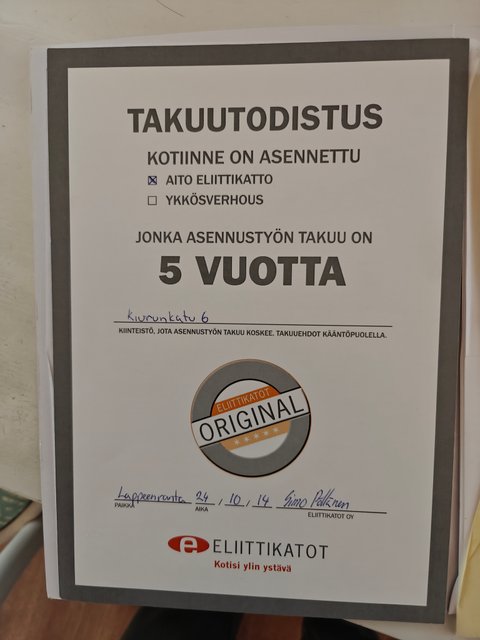 TAKUUTODISTUS
KOTIINNE ON ASENNETTU
☒ AITO ELIITTIKATTO
☐ YKKÖSVERHOUS
JONKA ASENNUSTYÖN TAKUU ON
5 VUOTTA
Kiurunkatu 6
KIINTEISTÖ, JOTA ASENNUSTYÖN TAKUU KOSKEE. TAKUUEHDOT KÄÄNTÖPUOLELLA.
ELIITTIKATOT
ORIGINAL
Lappeenranta 24 , 10 , 14 Simo Pöllänen
PAIKKA AIKA ELIITTIKATOT OY
e ELIITTIKATOT
Kotisi ylin ystävä